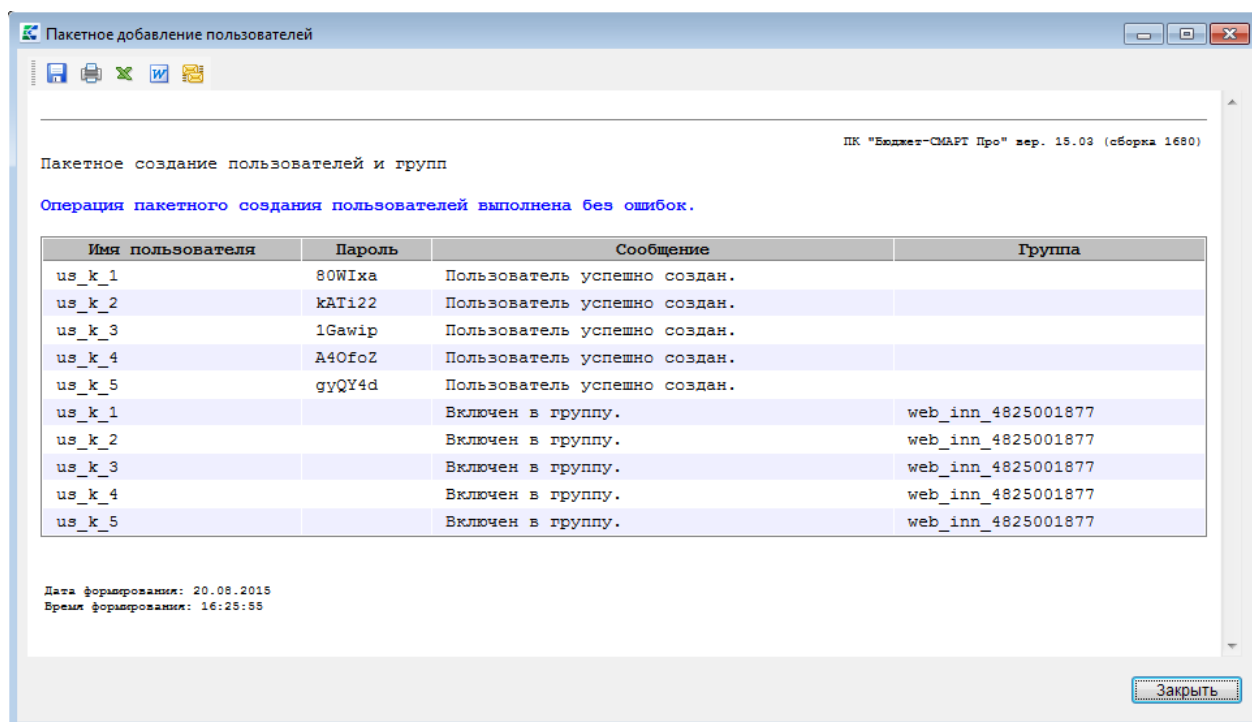 Пакетное добавление пользователей
ПК "Бюджет-СМАРТ Про" вер. 15.03 (сборка 1680)
Пакетное создание пользователей и групп
Операция пакетного создания пользователей выполнена без ошибок.
Имя пользователя Пароль Сообщение Группа
us_k_1 80WIxa Пользователь успешно создан.
us_k_2 kATi22 Пользователь успешно создан.
us_k_3 1Gawip Пользователь успешно создан.
us_k_4 A4OfoZ Пользователь успешно создан.
us_k_5 gyQY4d Пользователь успешно создан.
us_k_1 Включен в группу. web_inn_4825001877
us_k_2 Включен в группу. web_inn_4825001877
us_k_3 Включен в группу. web_inn_4825001877
us_k_4 Включен в группу. web_inn_4825001877
us_k_5 Включен в группу. web_inn_4825001877
Дата формирования: 20.08.2015
Время формирования: 16:25:55
Закрыть